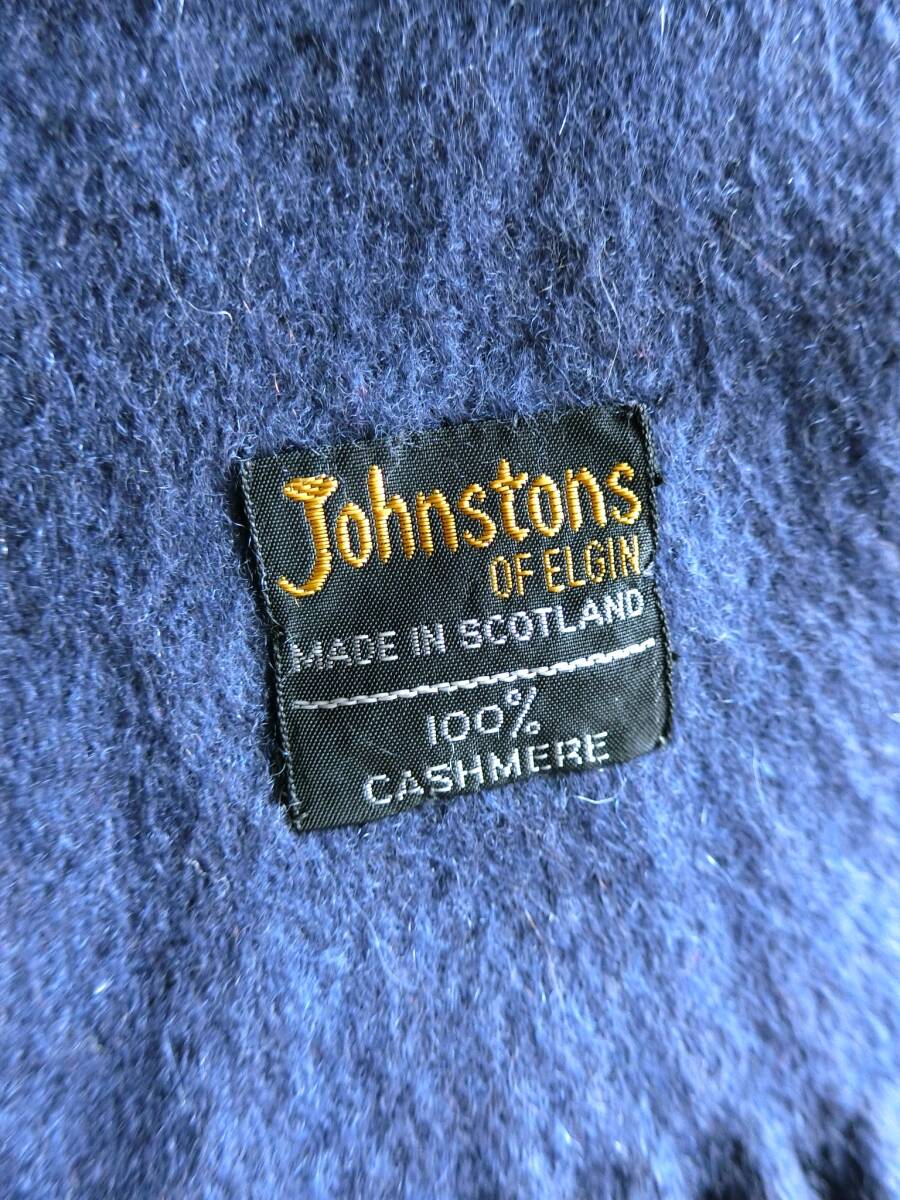 Johnstons
OF ELGIN
MADE IN SCOTLAND
100%
CASHMERE